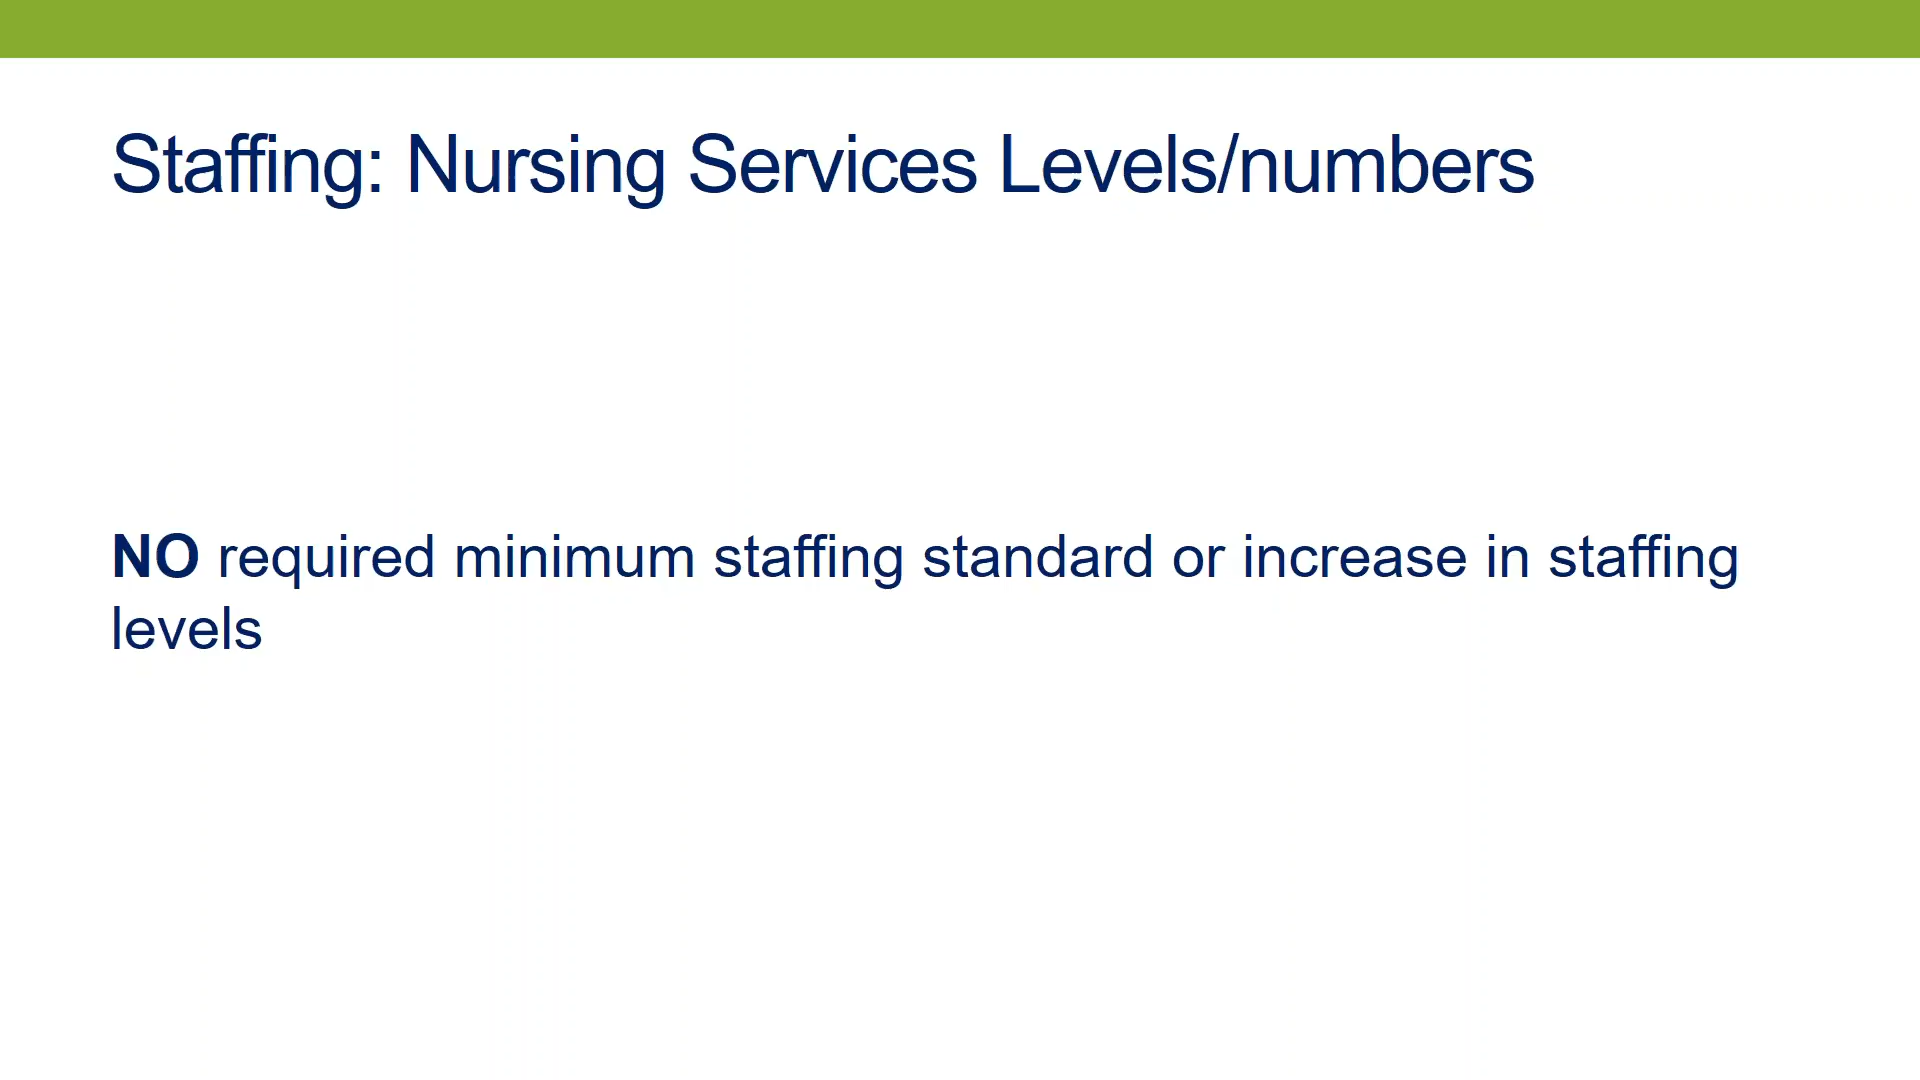 Staffing: Nursing Services Levels/numbers
NO required minimum staffing standard or increase in staffing
levels